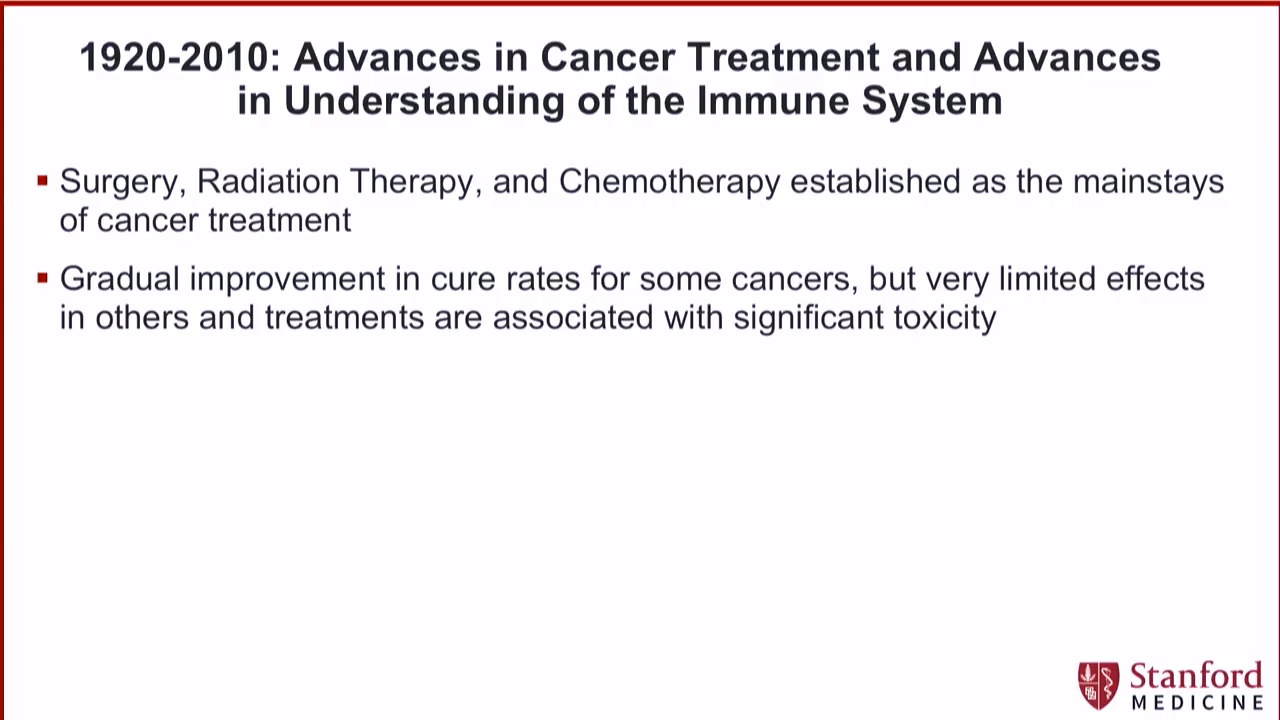 1920-2010: Advances in Cancer Treatment and Advances
in Understanding of the Immune System
▪ Surgery, Radiation Therapy, and Chemotherapy established as the mainstays
of cancer treatment
▪ Gradual improvement in cure rates for some cancers, but very limited effects
in others and treatments are associated with significant toxicity
Stanford
MEDICINE